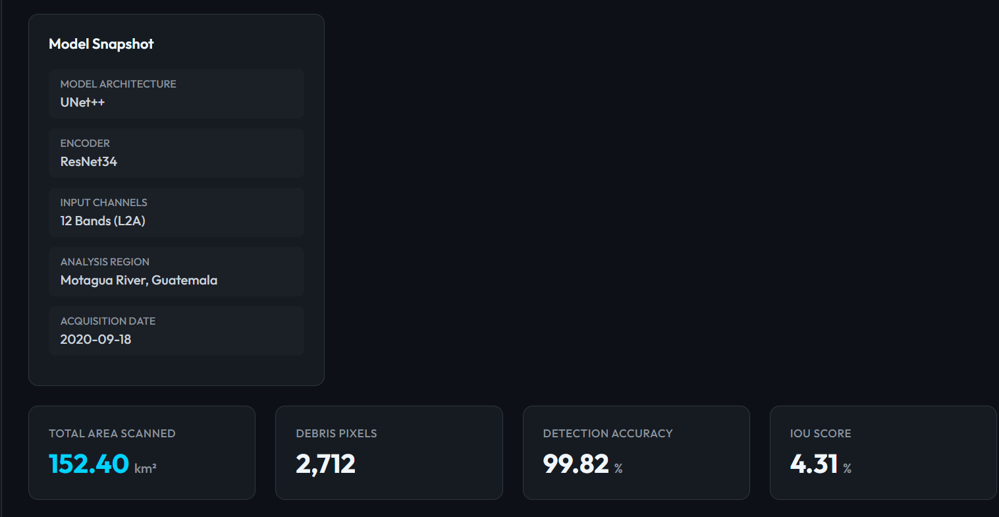 Model Snapshot
MODEL ARCHITECTURE
UNet++
ENCODER
ResNet34
INPUT CHANNELS
12 Bands (L2A)
ANALYSIS REGION
Motagua River, Guatemala
ACQUISITION DATE
2020-09-18
TOTAL AREA SCANNED
152.40 km²
DEBRIS PIXELS
2,712
DETECTION ACCURACY
99.82 %
IOU SCORE
4.31 %